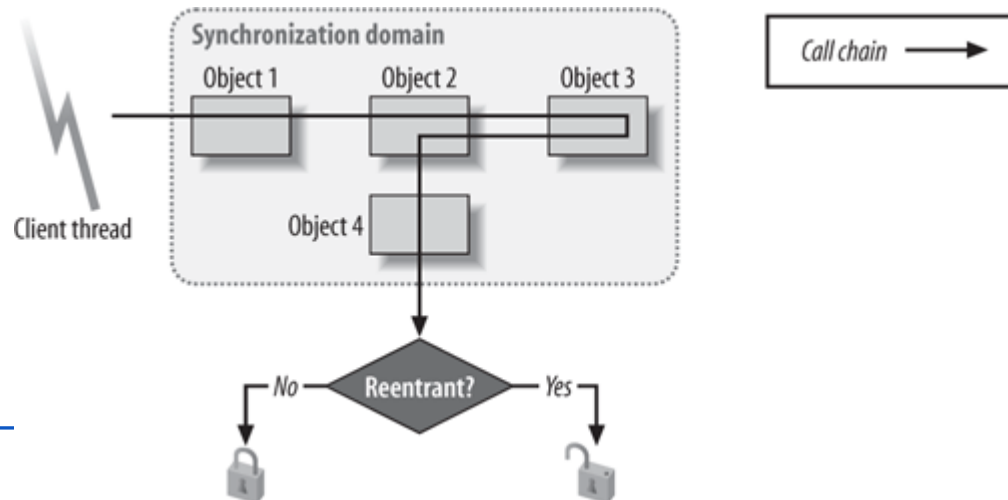 Synchronization domain
Object 1
Object 2
Object 3
Call chain
Client thread
Object 4
No
Reentrant?
Yes